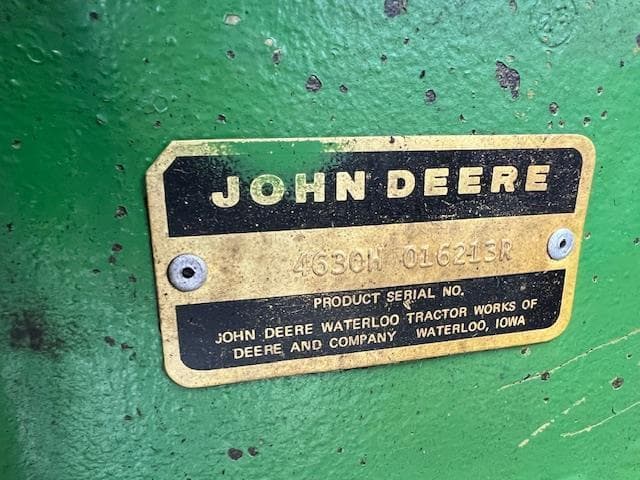 JOHN DEERE
4630H 016213R
PRODUCT SERIAL NO.
JOHN DEERE WATERLOO TRACTOR WORKS OF
DEERE AND COMPANY WATERLOO, IOWA